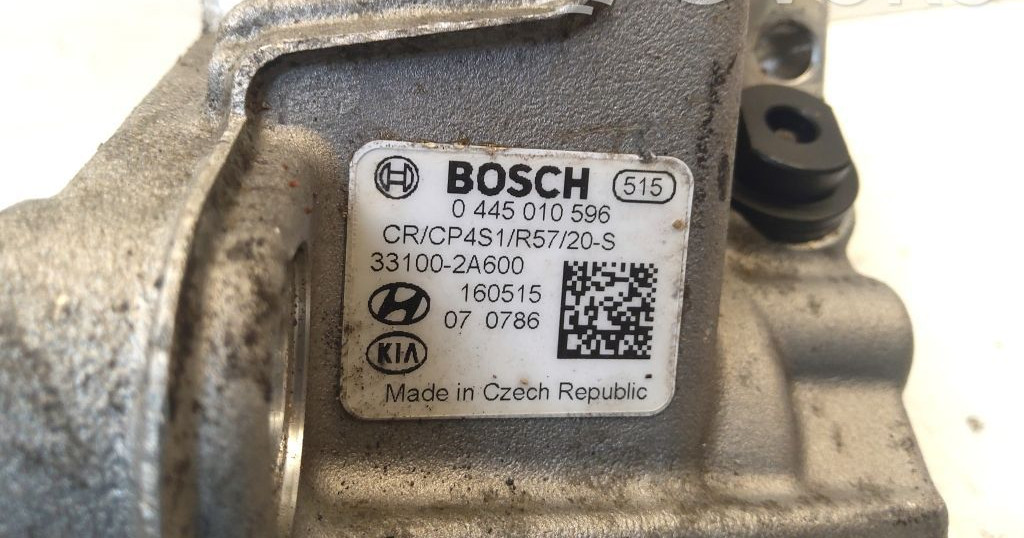 BOSCH 515
0 445 010 596
CR/CP4S1/R57/20-S
33100-2A600
160515
07 0786
KIA
Made in Czech Republic